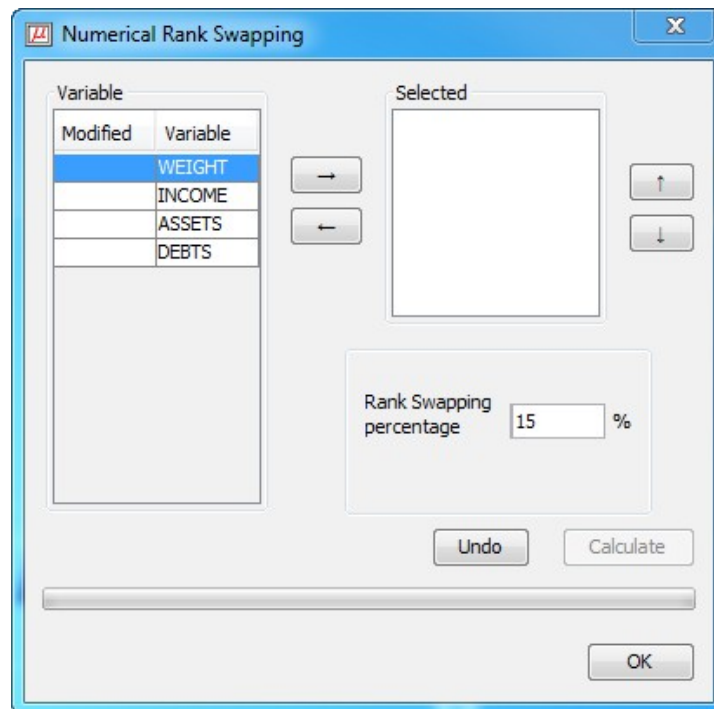 μ Numerical Rank Swapping X
Variable
Modified Variable
WEIGHT
INCOME
ASSETS
DEBTS
→
←
Selected
↑
↓
Rank Swapping
percentage 15 %
Undo Calculate
OK